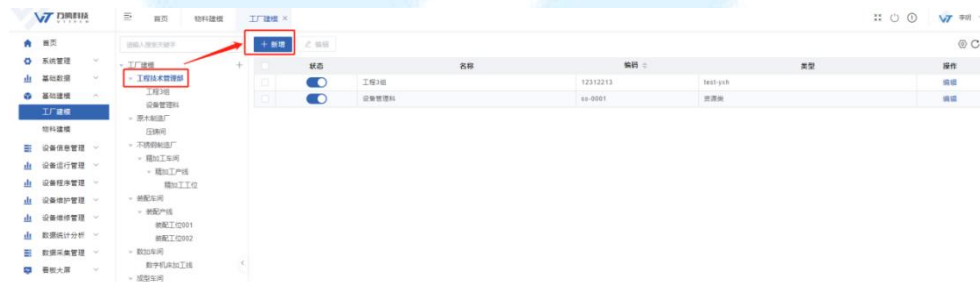 首页
物料建模
工厂建模 ×
李明
首页
系统管理
基础数据
基础建模
工厂建模
物料建模
设备信息管理
设备运行管理
设备程序管理
设备维护管理
设备维修管理
数据统计分析
数据采集管理
看板大屏
请输入搜索关键字
工厂建模 +
工程技术管理部
工程3组
设备管理科
原木制造厂
压铸间
不锈钢制造厂
精加工车间
精加工产线
精加工工位
装配车间
装配产线
装配工位001
装配工位002
数加车间
数字机床加工线
成型车间
+ 新增
编辑
状态 名称 编码 类型 操作
工程3组 12312213 test-ych 编辑
设备管理科 ss-0001 资源类 编辑